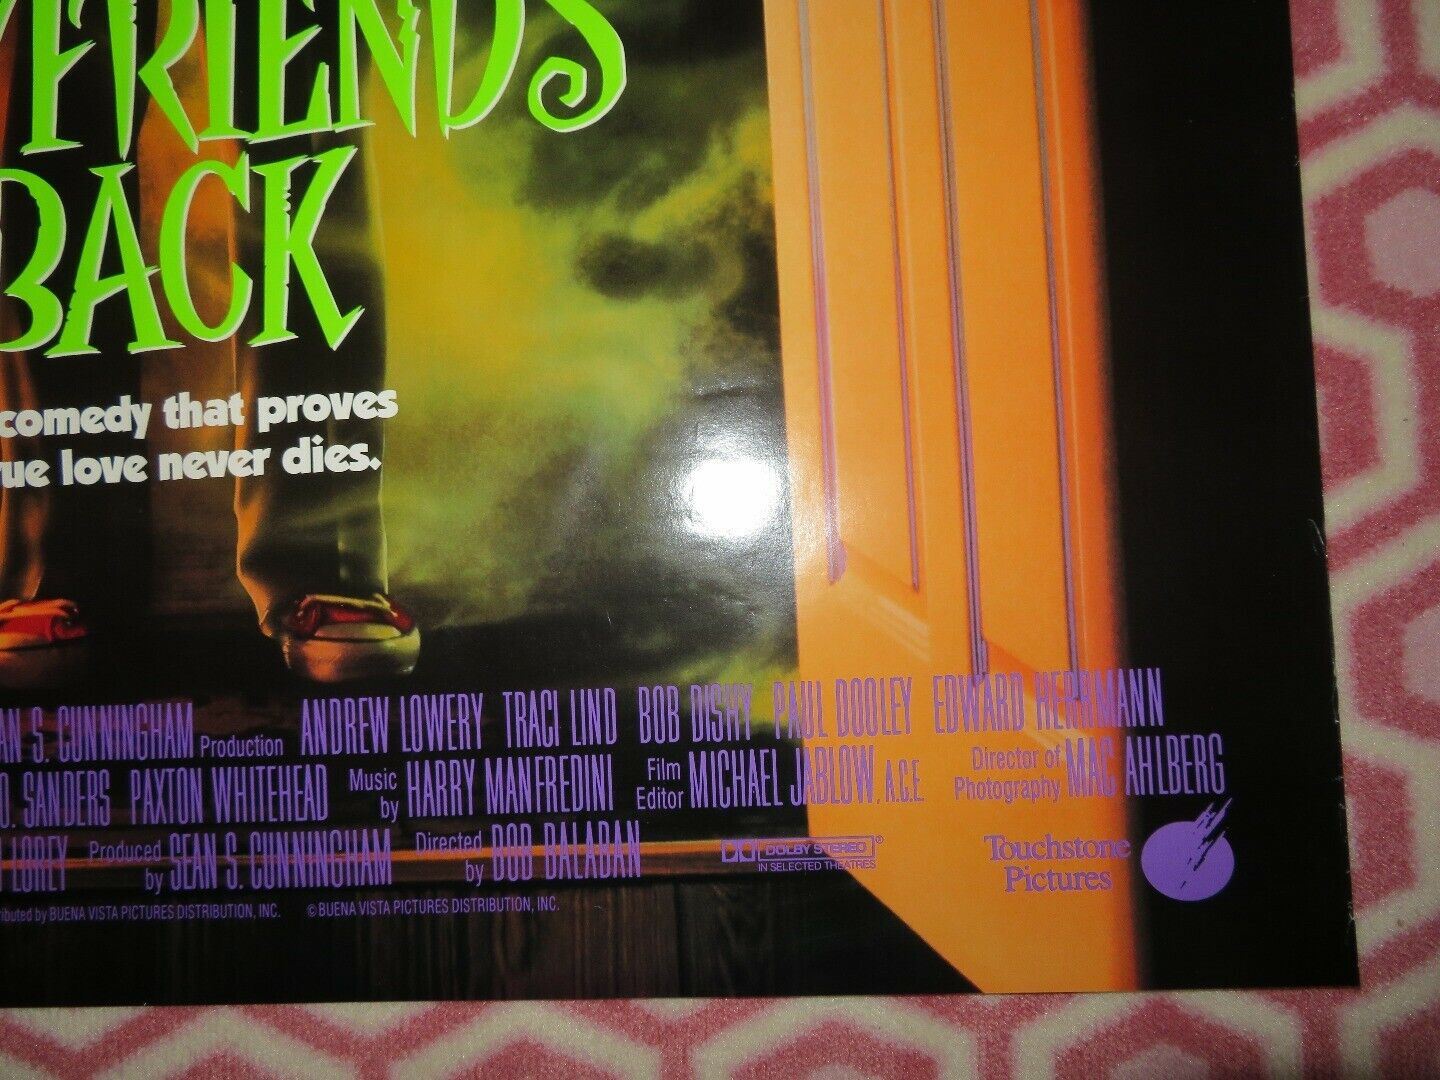 YFRIENDS
BACK
comedy that proves
rue love never dies.
AN S. CUNNINGHAM Production ANDREW LOWERY TRACI LIND BOB DISHY PAUL DOOLEY EDWARD HERRMANN
O. SANDERS PAXTON WHITEHEAD Music by HARRY MANFREDINI Film Editor MICHAEL JABLOW, A.C.E. Director of Photography MAC AHLBERG
LOREY Produced by SEAN S. CUNNINGHAM Directed by BOB BALABAN
DOLBY STEREO ®
IN SELECTED THEATRES
Touchstone
Pictures
ributed by BUENA VISTA PICTURES DISTRIBUTION, INC. © BUENA VISTA PICTURES DISTRIBUTION, INC.